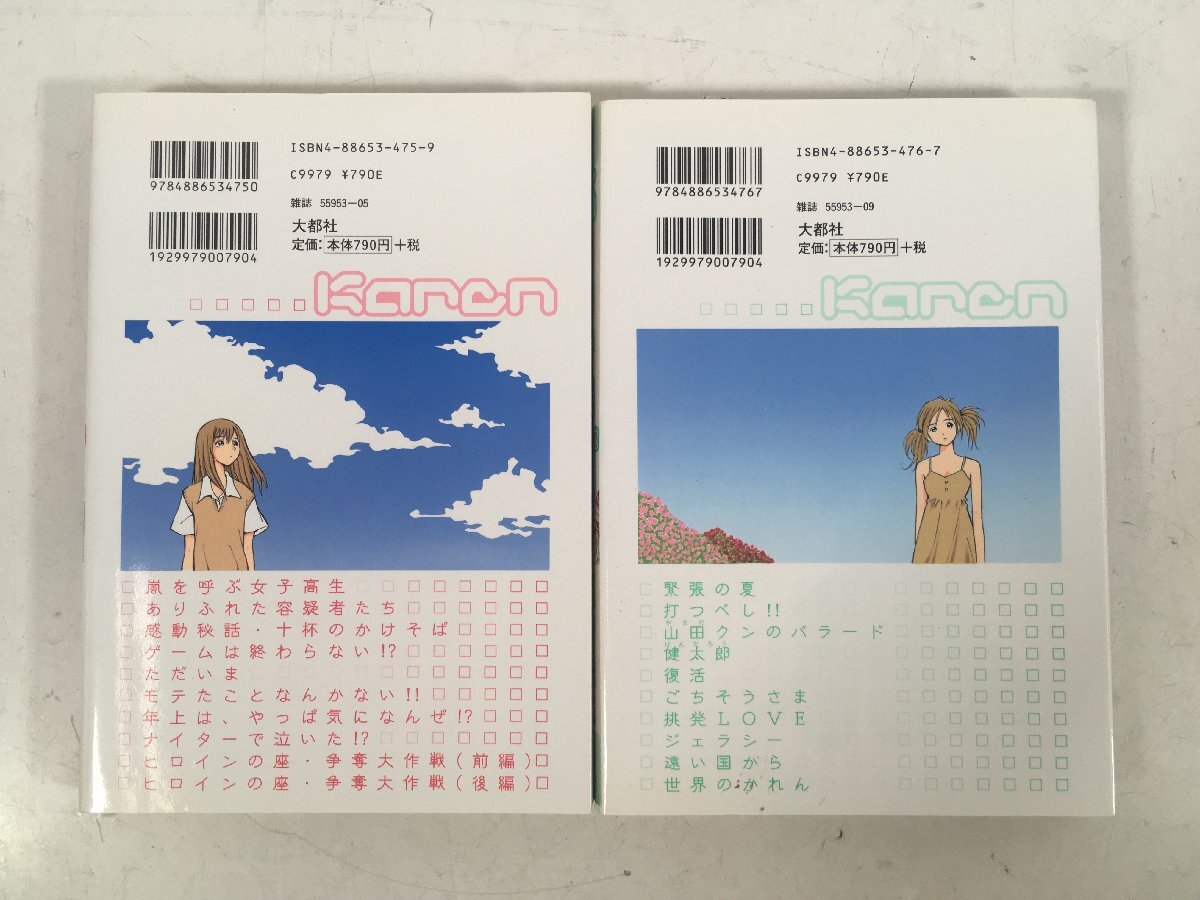 ISBN4-88653-475-9
9784886534750
C9979 ¥790E
雑誌 55953-05
大都社
定価: 本体790円 +税
1929979007904
Karen
嵐を呼ぶ女子高生
ありふれた容疑者たち
感動秘話・十杯のかけそば
ゲームは終わらない!?
ただいま
モテたことなんかない!!
年上は、やっぱ気になんぜ!?
ナイターで泣いた!?
ヒロインの座・争奪大作戦(前編)
ヒロインの座・争奪大作戦(後編)
ISBN4-88653-476-7
9784886534767
C9979 ¥790E
雑誌 55953-09
大都社
定価: 本体790円 +税
1929979007904
Karen
緊張の夏
打つべし!!
山田クンのバラード
健太郎
復活
ごちそうさま
挑発LOVE
ジェラシー
遠い国から
世界のかれん